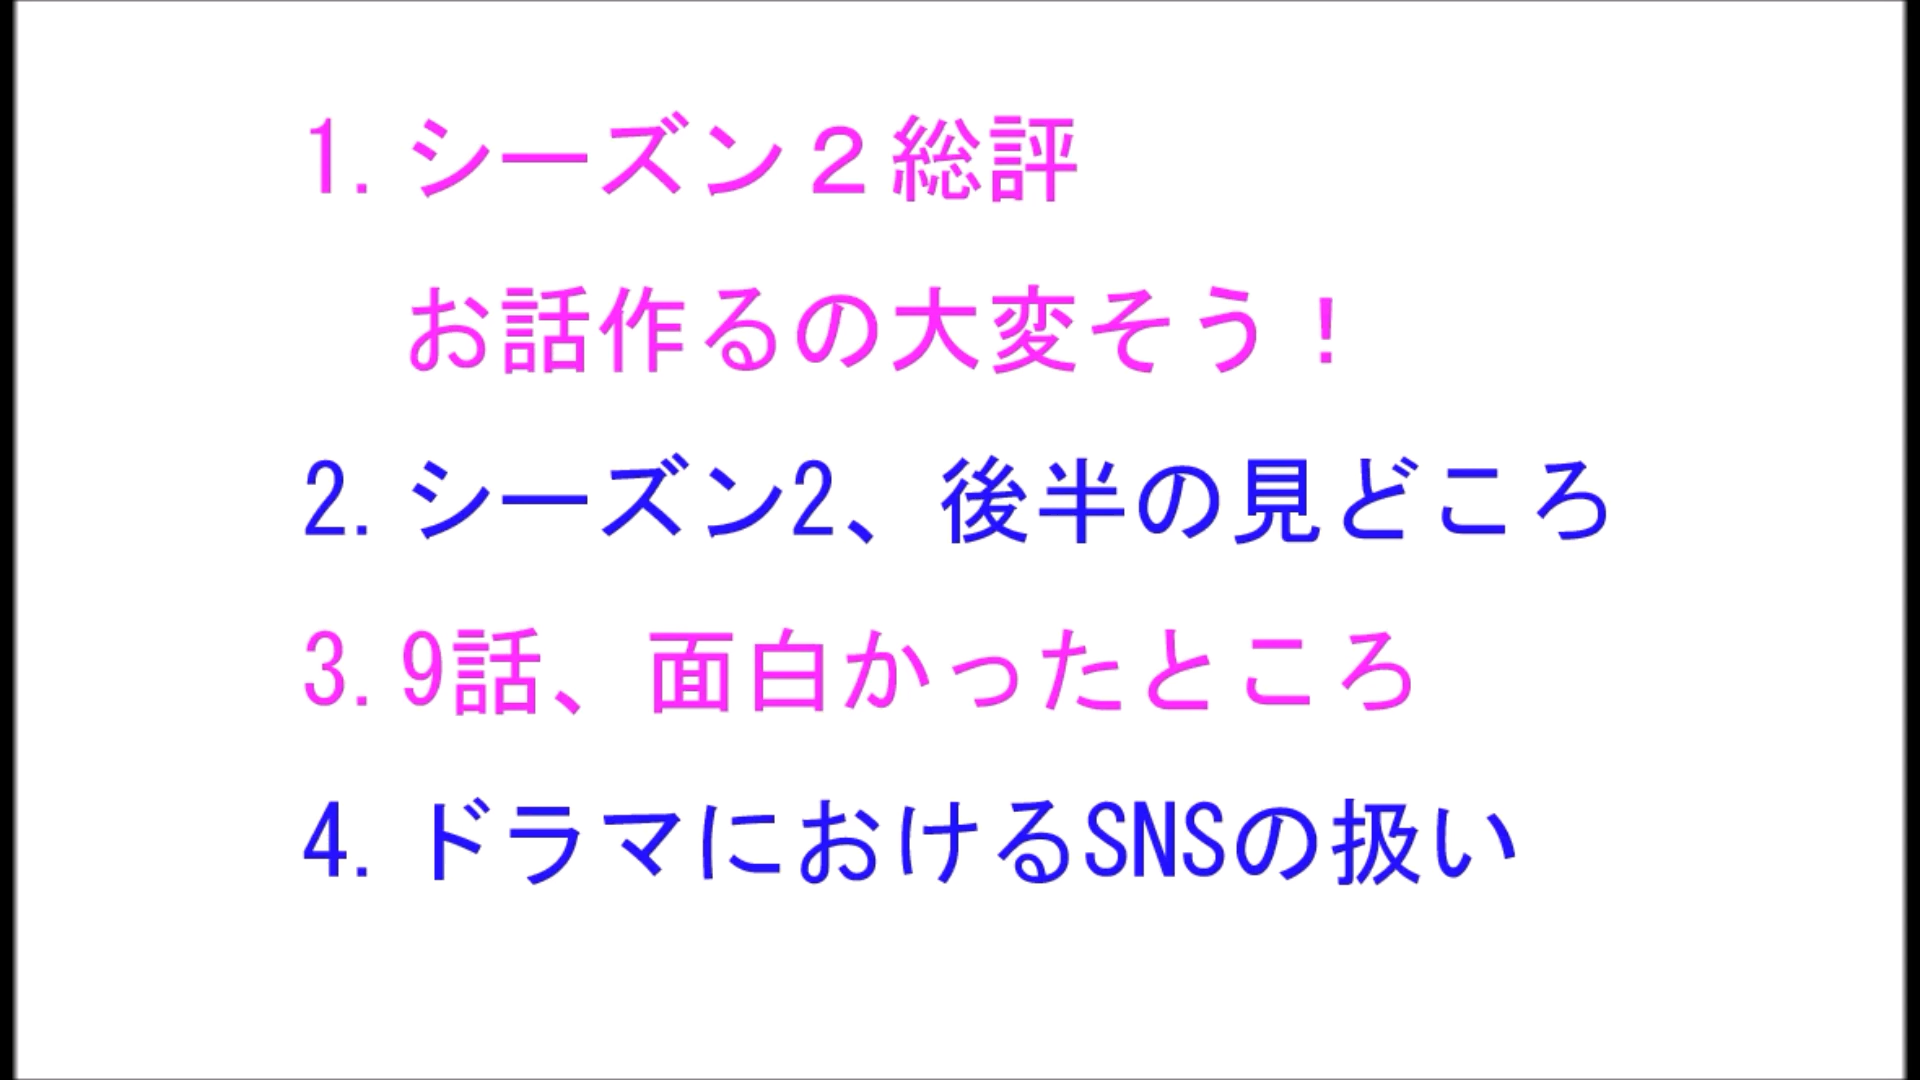 1. シーズン２総評
お話作るの大変そう！
2. シーズン2、後半の見どころ
3. 9話、面白かったところ
4. ドラマにおけるSNSの扱い